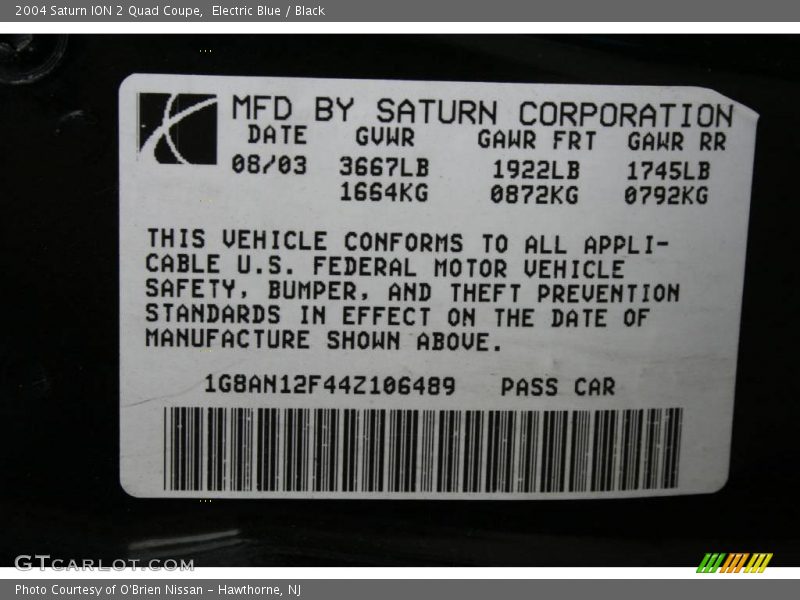 2004 Saturn ION 2 Quad Coupe,  Electric Blue / Black
MFD BY SATURN CORPORATION
DATE GVWR GAWR FRT GAWR RR
08/03 3667LB 1922LB 1745LB
1664KG 0872KG 0792KG
THIS VEHICLE CONFORMS TO ALL APPLI-
CABLE U.S. FEDERAL MOTOR VEHICLE
SAFETY, BUMPER, AND THEFT PREVENTION
STANDARDS IN EFFECT ON THE DATE OF
MANUFACTURE SHOWN ABOVE.
1G8AN12F44Z106489 PASS CAR
GTCARLOT.COM
Photo Courtesy of O'Brien Nissan - Hawthorne, NJ